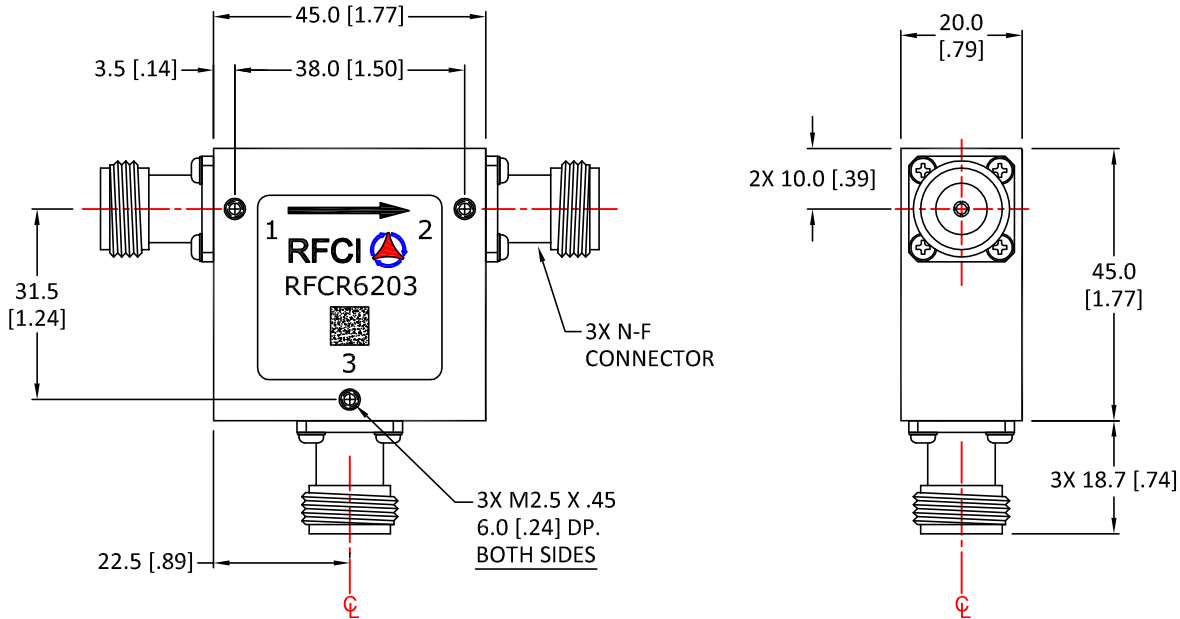 45.0 [1.77]
3.5 [.14]
38.0 [1.50]
20.0
[.79]
2X 10.0 [.39]
1
2
RFCI
RFCR6203
3
31.5
[1.24]
3X N-F
CONNECTOR
45.0
[1.77]
3X M2.5 X .45
6.0 [.24] DP.
BOTH SIDES
3X 18.7 [.74]
22.5 [.89]
℄
℄